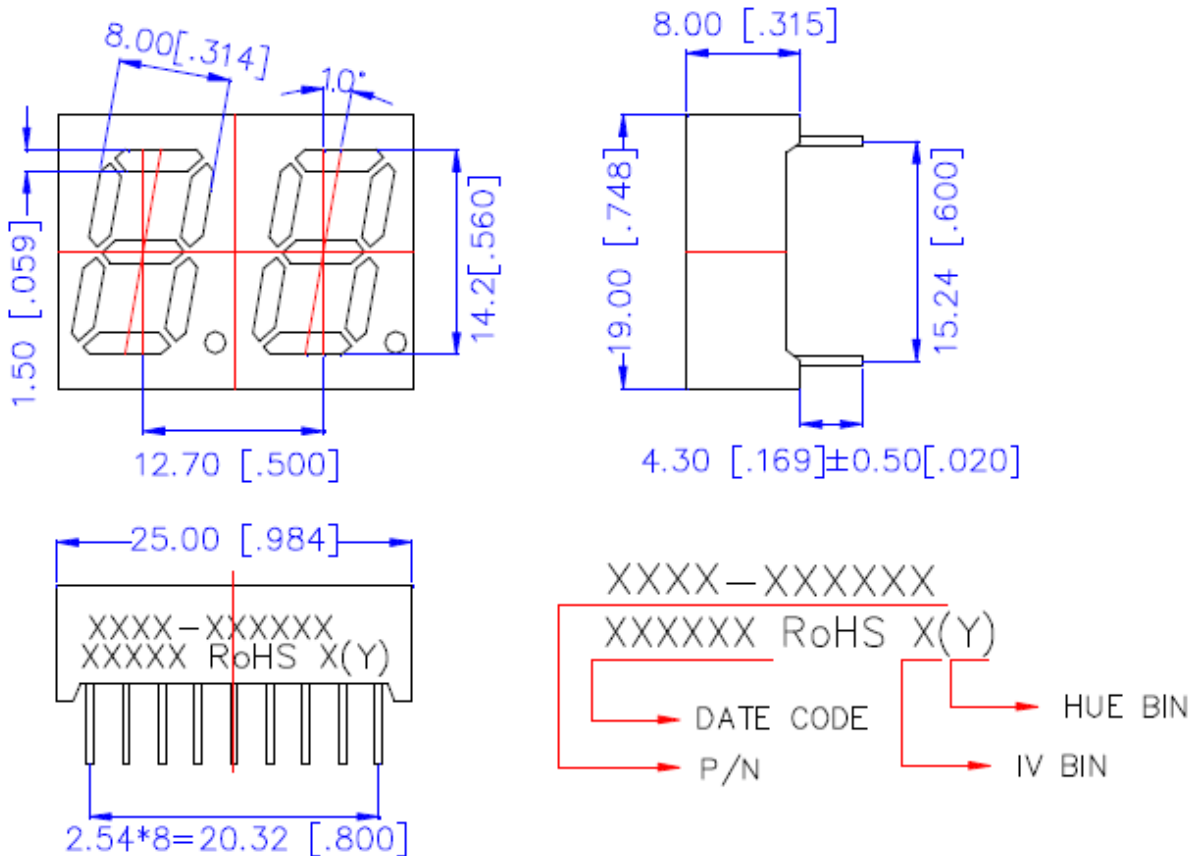 8.00[.314]
10°
8.00 [.315]
1.50 [.059]
14.2[.560]
19.00 [.748]
15.24 [.600]
12.70 [.500]
4.30 [.169]±0.50[.020]
25.00 [.984]
XXXX-XXXXXX
XXXXX RoHS X(Y)
2.54*8=20.32 [.800]
XXXX-XXXXXX
XXXXXX RoHS X(Y)
HUE BIN
DATE CODE
P/N
IV BIN